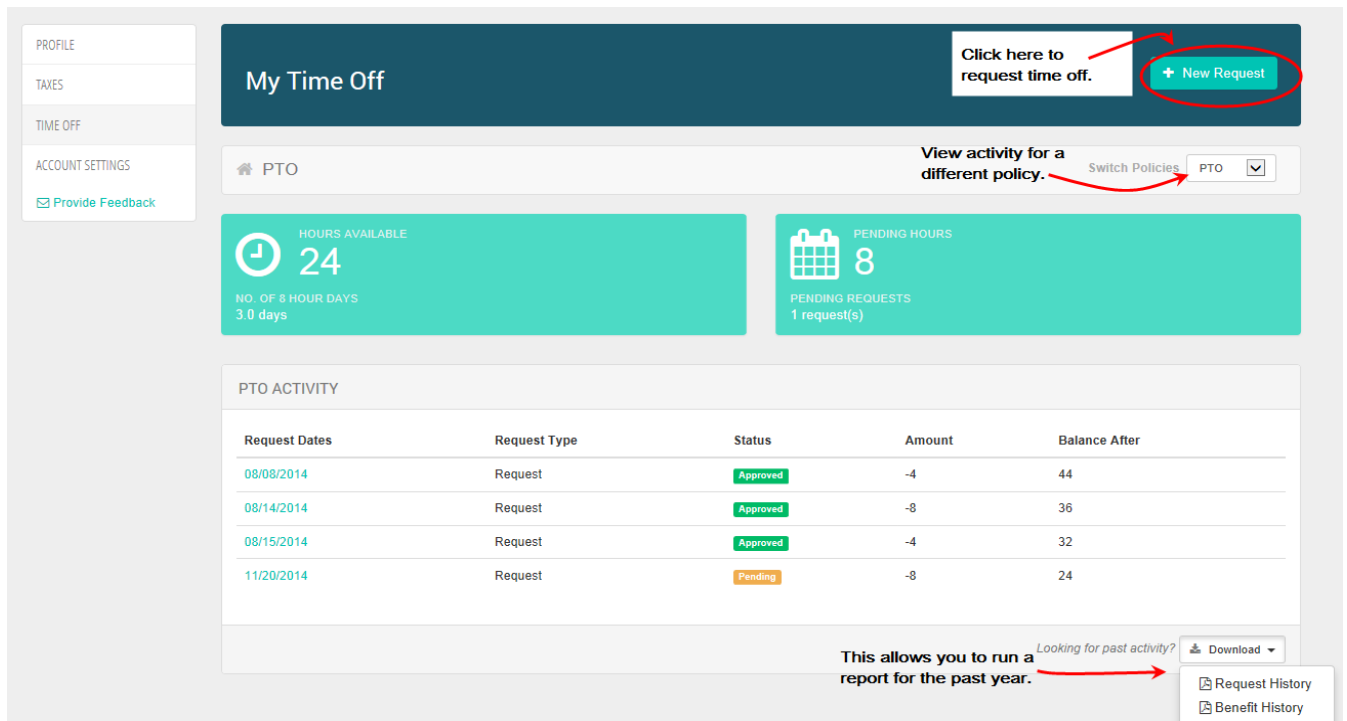 PROFILE
TAXES
TIME OFF
ACCOUNT SETTINGS
Provide Feedback
My Time Off
Click here to
request time off.
+ New Request
PTO
View activity for a
different policy.
Switch Policies
PTO
HOURS AVAILABLE
24
NO. OF 8 HOUR DAYS
3.0 days
PENDING HOURS
8
PENDING REQUESTS
1 request(s)
PTO ACTIVITY
Request Dates Request Type Status Amount Balance After
08/08/2014 Request Approved -4 44
08/14/2014 Request Approved -8 36
08/15/2014 Request Approved -4 32
11/20/2014 Request Pending -8 24
This allows you to run a
report for the past year.
Looking for past activity?
Download
Request History
Benefit History